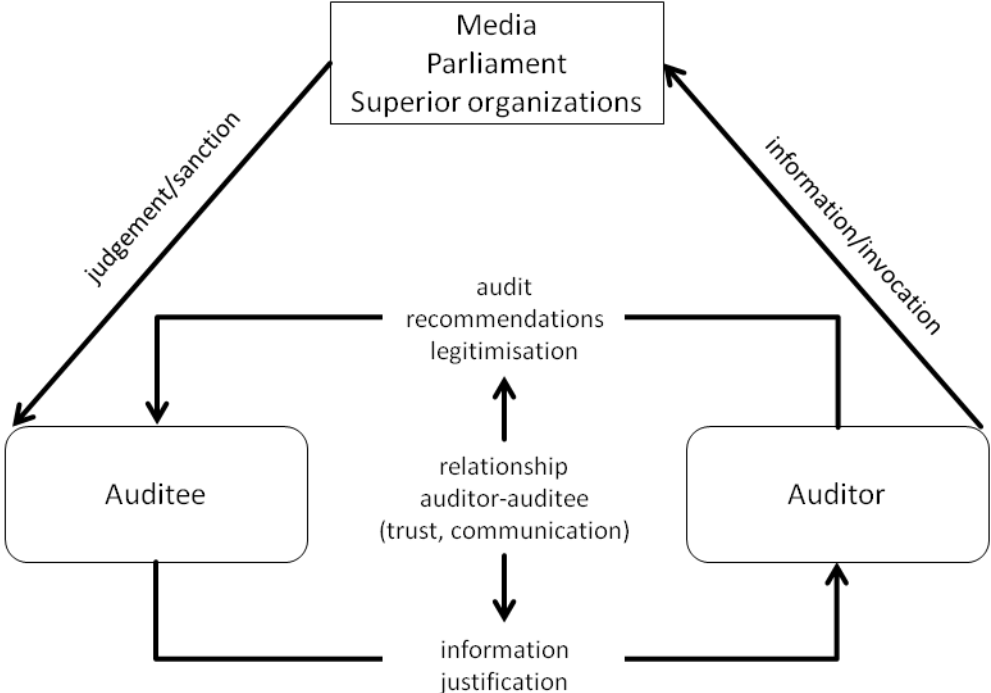 Media
Parliament
Superior organizations
judgement/sanction
information/invocation
audit
recommendations
legitimisation
Auditee
relationship
auditor-auditee
(trust, communication)
Auditor
information
justification